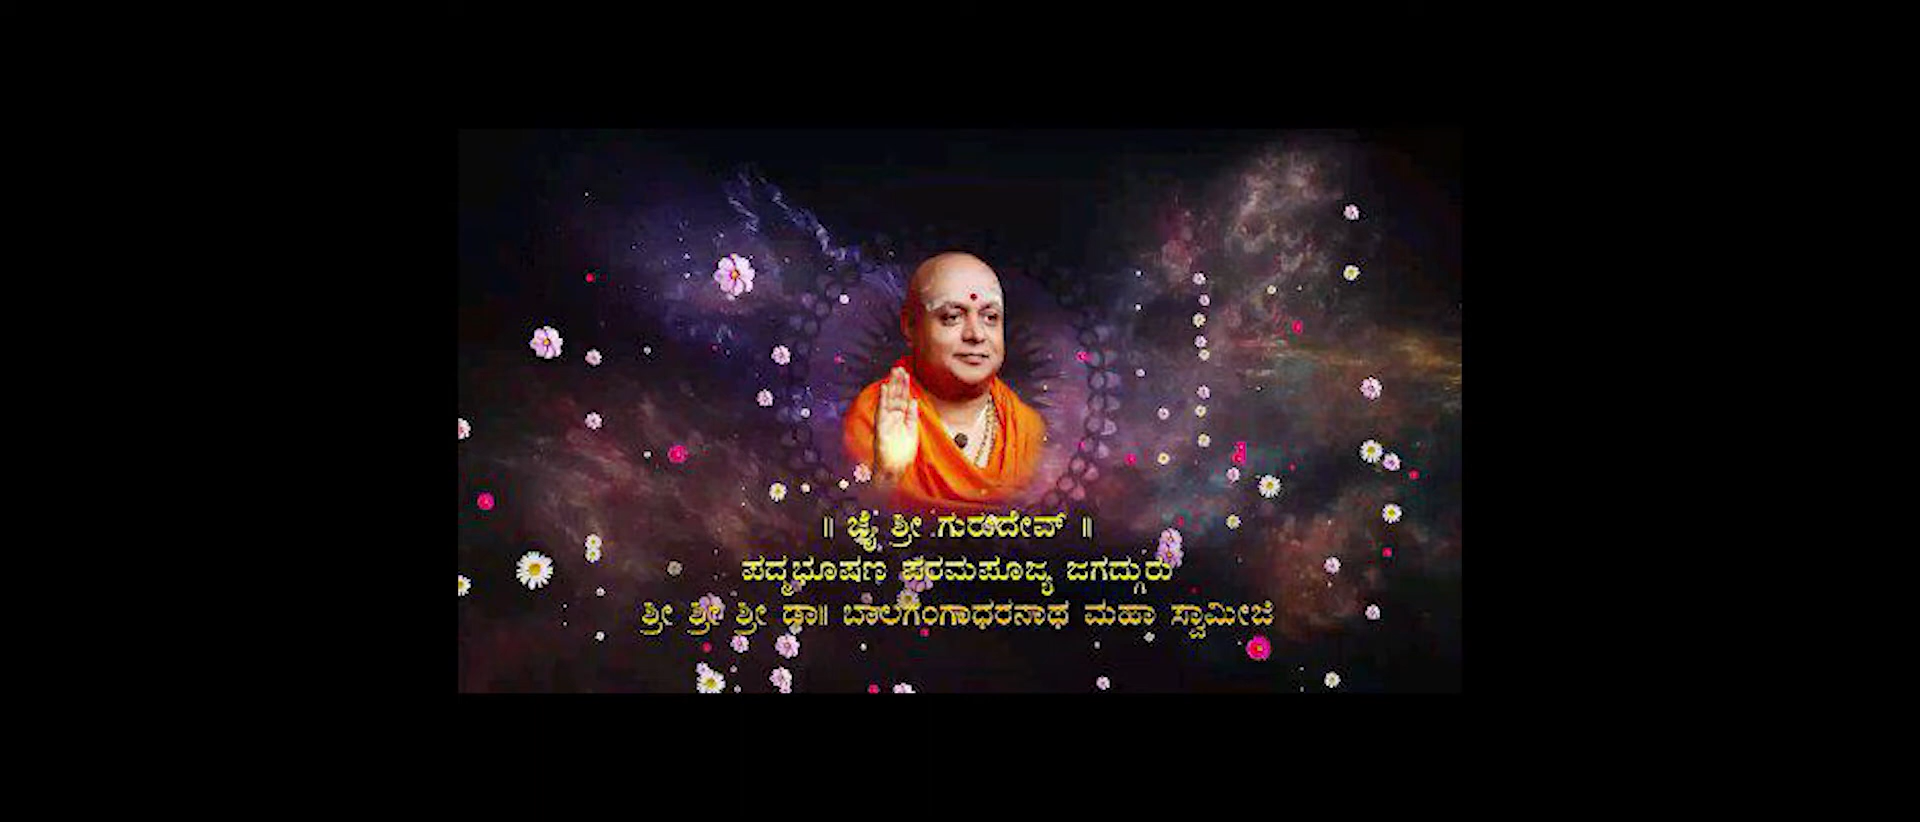 ॥ ಜೈ ಶ್ರೀ ಗುರುದೇವ್ ॥
ಪದ್ಮಭೂಷಣ ಪರಮಪೂಜ್ಯ ಜಗದ್ಗುರು
ಶ್ರೀ ಶ್ರೀ ಶ್ರೀ ಡಾ॥ ಬಾಲಗಂಗಾಧರನಾಥ ಮಹಾ ಸ್ವಾಮೀಜಿ